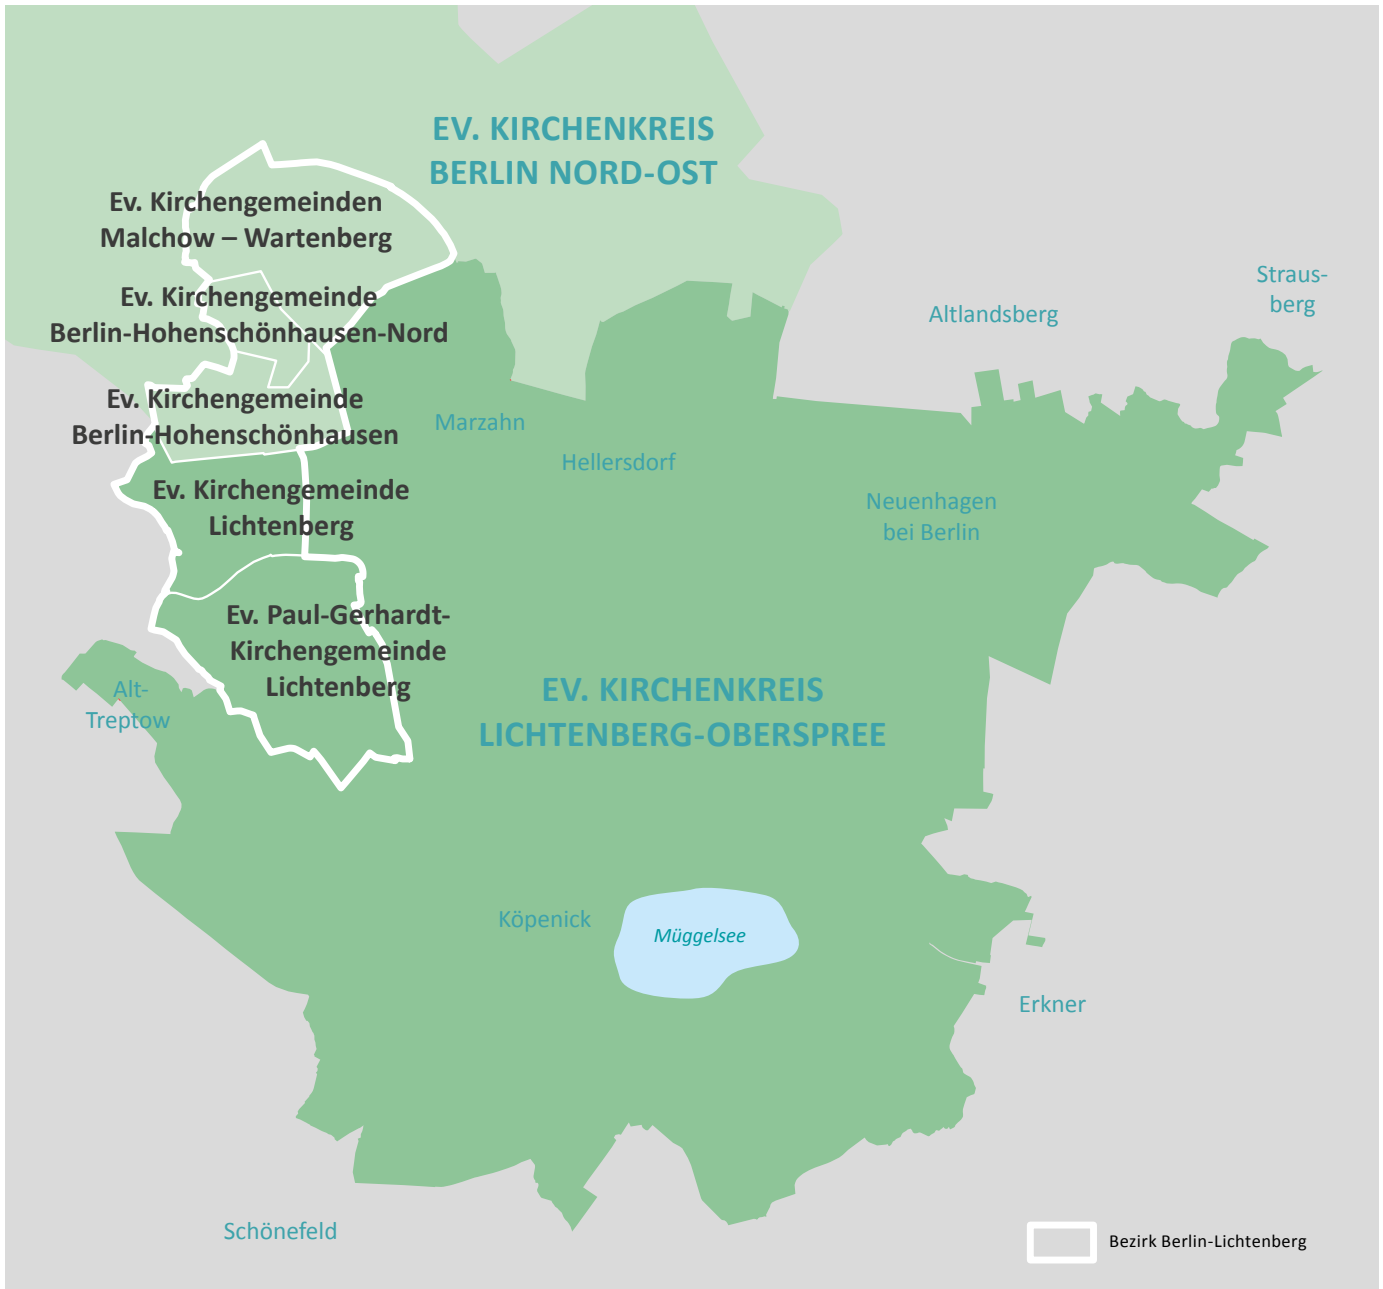 EV. KIRCHENKREIS
BERLIN NORD-OST
Ev. Kirchengemeinden
Malchow – Wartenberg
Ev. Kirchengemeinde
Berlin-Hohenschönhausen-Nord
Straus-
berg
Altlandsberg
Ev. Kirchengemeinde
Berlin-Hohenschönhausen
Marzahn
Hellersdorf
Ev. Kirchengemeinde
Lichtenberg
Neuenhagen
bei Berlin
Ev. Paul-Gerhardt-
Kirchengemeinde
Lichtenberg
Alt-
Treptow
EV. KIRCHENKREIS
LICHTENBERG-OBERSPREE
Köpenick
Müggelsee
Erkner
Schönefeld
Bezirk Berlin-Lichtenberg